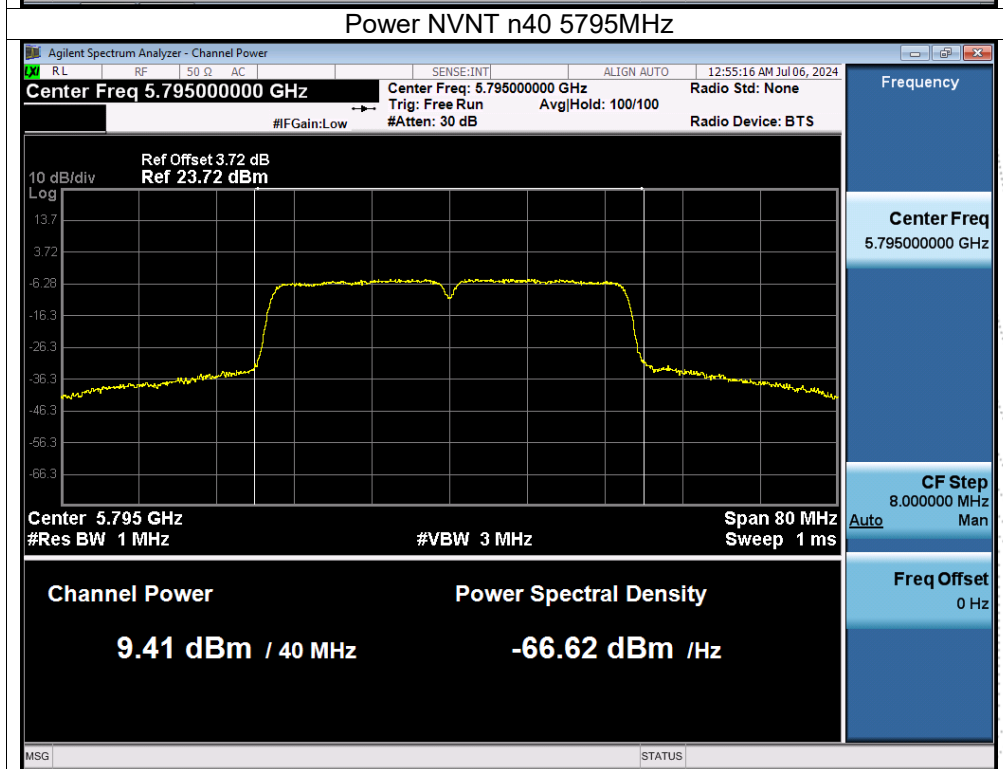 Power NVNT n40 5795MHz
Agilent Spectrum Analyzer - Channel Power
LXI RL RF 50 Ω AC SENSE:INT ALIGN AUTO 12:55:16 AM Jul 06, 2024
Center Freq 5.795000000 GHz
Center Freq: 5.795000000 GHz Radio Std: None
Trig: Free Run Avg|Hold: 100/100
#IFGain:Low #Atten: 30 dB Radio Device: BTS
Frequency
Ref Offset 3.72 dB
10 dB/div Ref 23.72 dBm
Log
13.7
3.72
-6.28
-16.3
-26.3
-36.3
-46.3
-56.3
-66.3
Center 5.795 GHz Span 80 MHz
#Res BW 1 MHz #VBW 3 MHz Sweep 1 ms
Center Freq
5.795000000 GHz
CF Step
8.000000 MHz
Auto Man
Freq Offset
0 Hz
Channel Power Power Spectral Density
9.41 dBm / 40 MHz -66.62 dBm /Hz
MSG STATUS